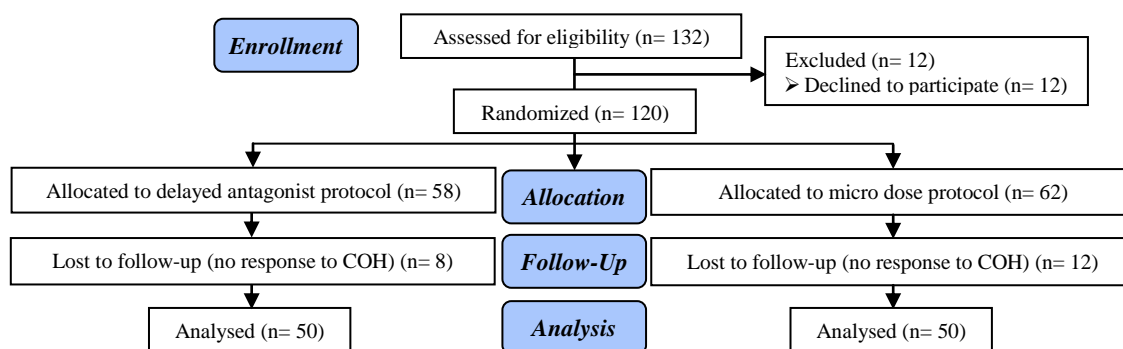 Enrollment
Assessed for eligibility (n= 132)
Excluded (n= 12)
➢ Declined to participate (n= 12)
Randomized (n= 120)
Allocated to delayed antagonist protocol (n= 58)
Allocation
Allocated to micro dose protocol (n= 62)
Lost to follow-up (no response to COH) (n= 8)
Follow-Up
Lost to follow-up (no response to COH) (n= 12)
Analysed (n= 50)
Analysis
Analysed (n= 50)